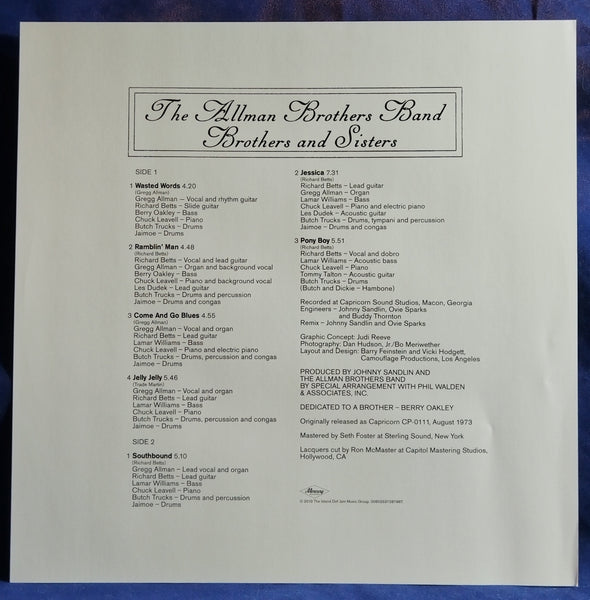 The Allman Brothers Band
Brothers and Sisters
SIDE 1
1 Wasted Words 4.20
(Gregg Allman)
Gregg Allman – Vocal and rhythm guitar
Richard Betts – Slide guitar
Berry Oakley – Bass
Chuck Leavell – Piano
Butch Trucks – Drums
Jaimoe – Drums
2 Ramblin' Man 4.48
(Richard Betts)
Richard Betts – Vocal and lead guitar
Gregg Allman – Organ and background vocal
Berry Oakley – Bass
Chuck Leavell – Piano and background vocal
Les Dudek – Lead guitar
Butch Trucks – Drums and percussion
Jaimoe – Drums and congas
3 Come And Go Blues 4.55
(Gregg Allman)
Gregg Allman – Vocal and organ
Richard Betts – Lead guitar
Lamar Williams – Bass
Chuck Leavell – Piano and electric piano
Butch Trucks – Drums, percussion and congas
Jaimoe – Drums
4 Jelly Jelly 5.46
(Trade Martin)
Gregg Allman – Vocal and organ
Richard Betts – Lead guitar
Lamar Williams – Bass
Chuck Leavell – Piano
Butch Trucks – Drums, percussion and congas
Jaimoe – Drums
SIDE 2
1 Southbound 5.10
(Richard Betts)
Gregg Allman – Lead vocal and organ
Richard Betts – Lead guitar
Lamar Williams – Bass
Chuck Leavell – Piano
Butch Trucks – Drums and percussion
Jaimoe – Drums
2 Jessica 7.31
(Richard Betts)
Richard Betts – Lead guitar
Gregg Allman – Organ
Lamar Williams – Bass
Chuck Leavell – Piano and electric piano
Les Dudek – Acoustic guitar
Butch Trucks – Drums, tympani and percussion
Jaimoe – Drums and congas
3 Pony Boy 5.51
(Richard Betts)
Richard Betts – Vocal and dobro
Lamar Williams – Acoustic bass
Chuck Leavell – Piano
Tommy Talton – Acoustic guitar
Butch Trucks – Drums
(Butch and Dickie – Hambone)
Recorded at Capricorn Sound Studios, Macon, Georgia
Engineers – Johnny Sandlin, Ovie Sparks
and Buddy Thornton
Remix – Johnny Sandlin and Ovie Sparks
Graphic Concept: Judi Reeve
Photography: Dan Hudson, Jr./Bo Meriwether
Layout and Design: Barry Feinstein and Vicki Hodgett,
Camouflage Productions, Los Angeles
PRODUCED BY JOHNNY SANDLIN AND
THE ALLMAN BROTHERS BAND
BY SPECIAL ARRANGEMENT WITH PHIL WALDEN
& ASSOCIATES, INC.
DEDICATED TO A BROTHER – BERRY OAKLEY
Originally released as Capricorn CP-0111, August 1973
Mastered by Seth Foster at Sterling Sound, New York
Lacquers cut by Ron McMaster at Capitol Mastering Studios,
Hollywood, CA
Mercury
The Island Def Jam Music Group.